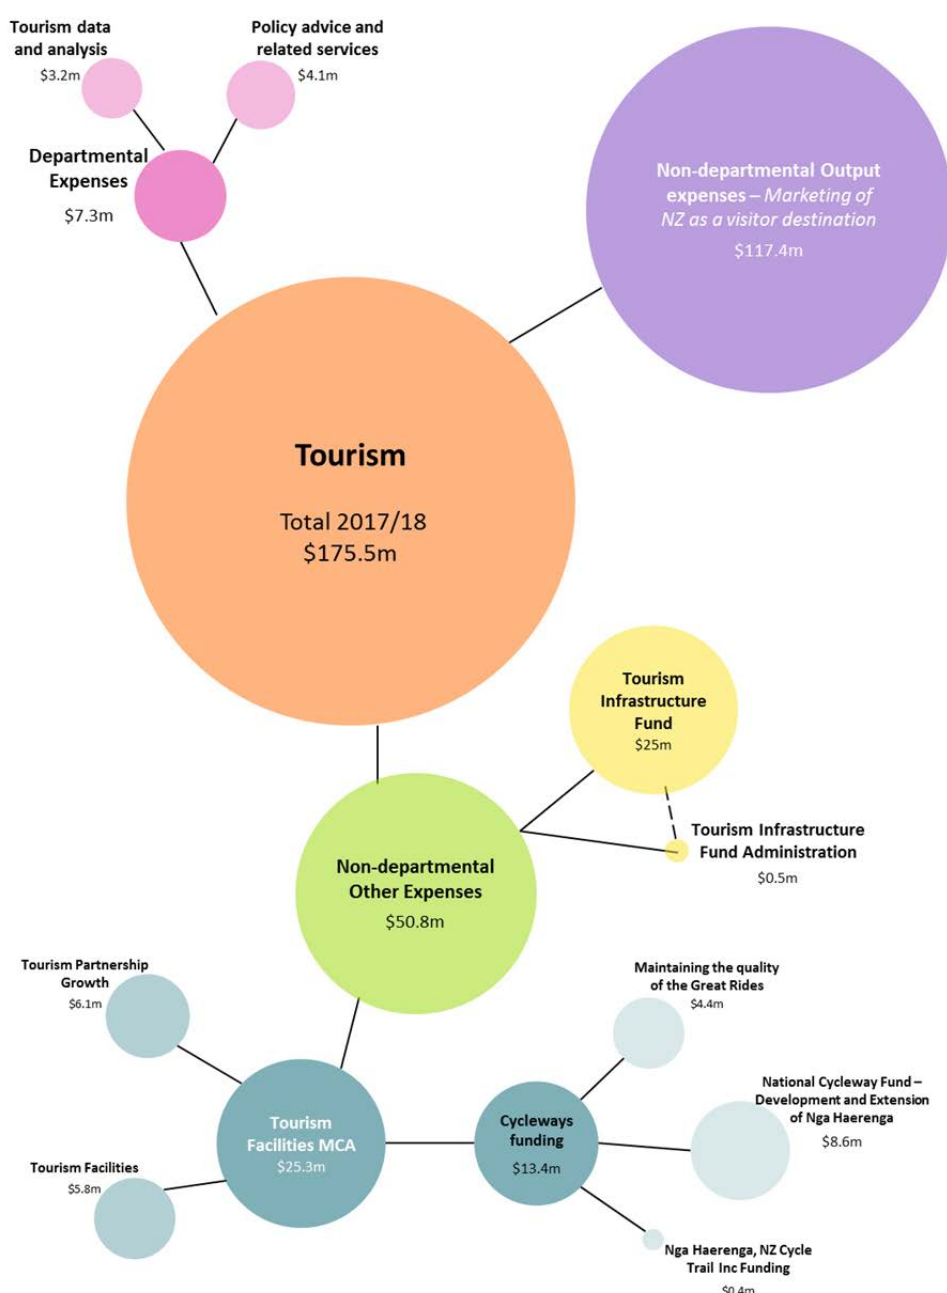 Tourism data
and analysis
$3.2m
Policy advice and
related services
$4.1m
Departmental
Expenses
$7.3m
Non-departmental Output
expenses – Marketing of
NZ as a visitor destination
$117.4m
Tourism
Total 2017/18
$175.5m
Tourism
Infrastructure
Fund
$25m
Tourism Infrastructure
Fund Administration
$0.5m
Non-departmental
Other Expenses
$50.8m
Tourism Partnership
Growth
$6.1m
Tourism
Facilities MCA
$25.3m
Tourism Facilities
$5.8m
Cycleways
funding
$13.4m
Maintaining the quality
of the Great Rides
$4.4m
National Cycleway Fund –
Development and Extension
of Nga Haerenga
$8.6m
Nga Haerenga, NZ Cycle
Trail Inc Funding
$0.4m